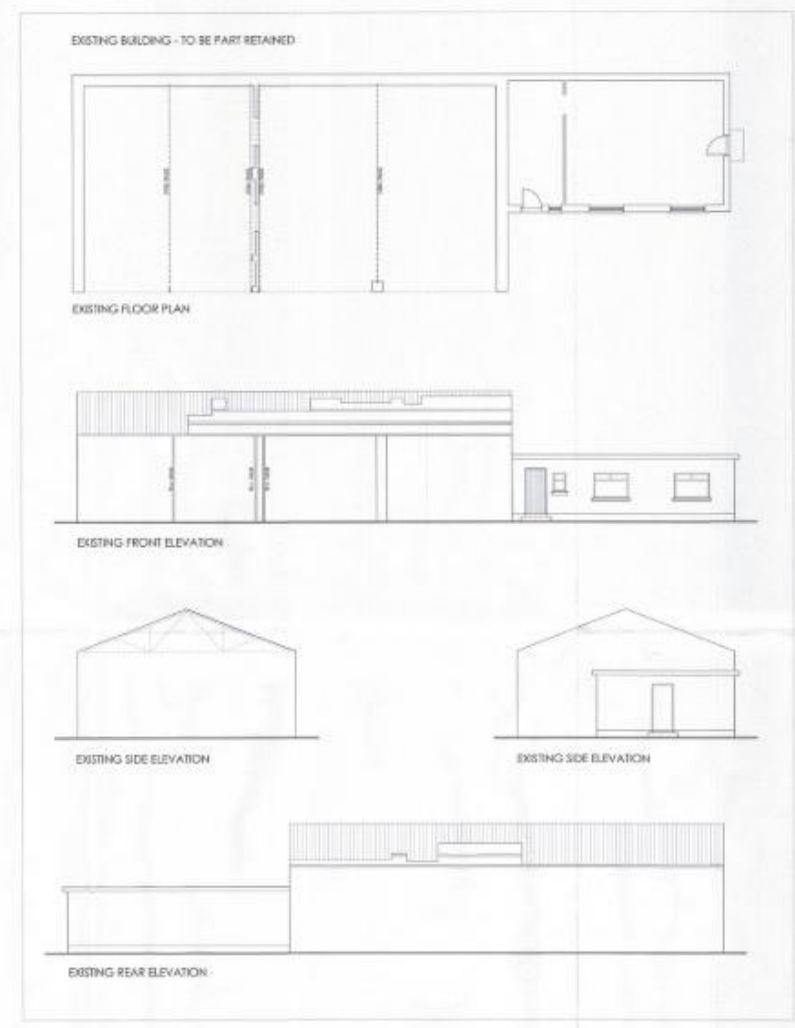 EXISTING BUILDING - TO BE PART RETAINED
EXISTING FLOOR PLAN
EXISTING FRONT ELEVATION
EXISTING SIDE ELEVATION
EXISTING SIDE ELEVATION
EXISTING REAR ELEVATION